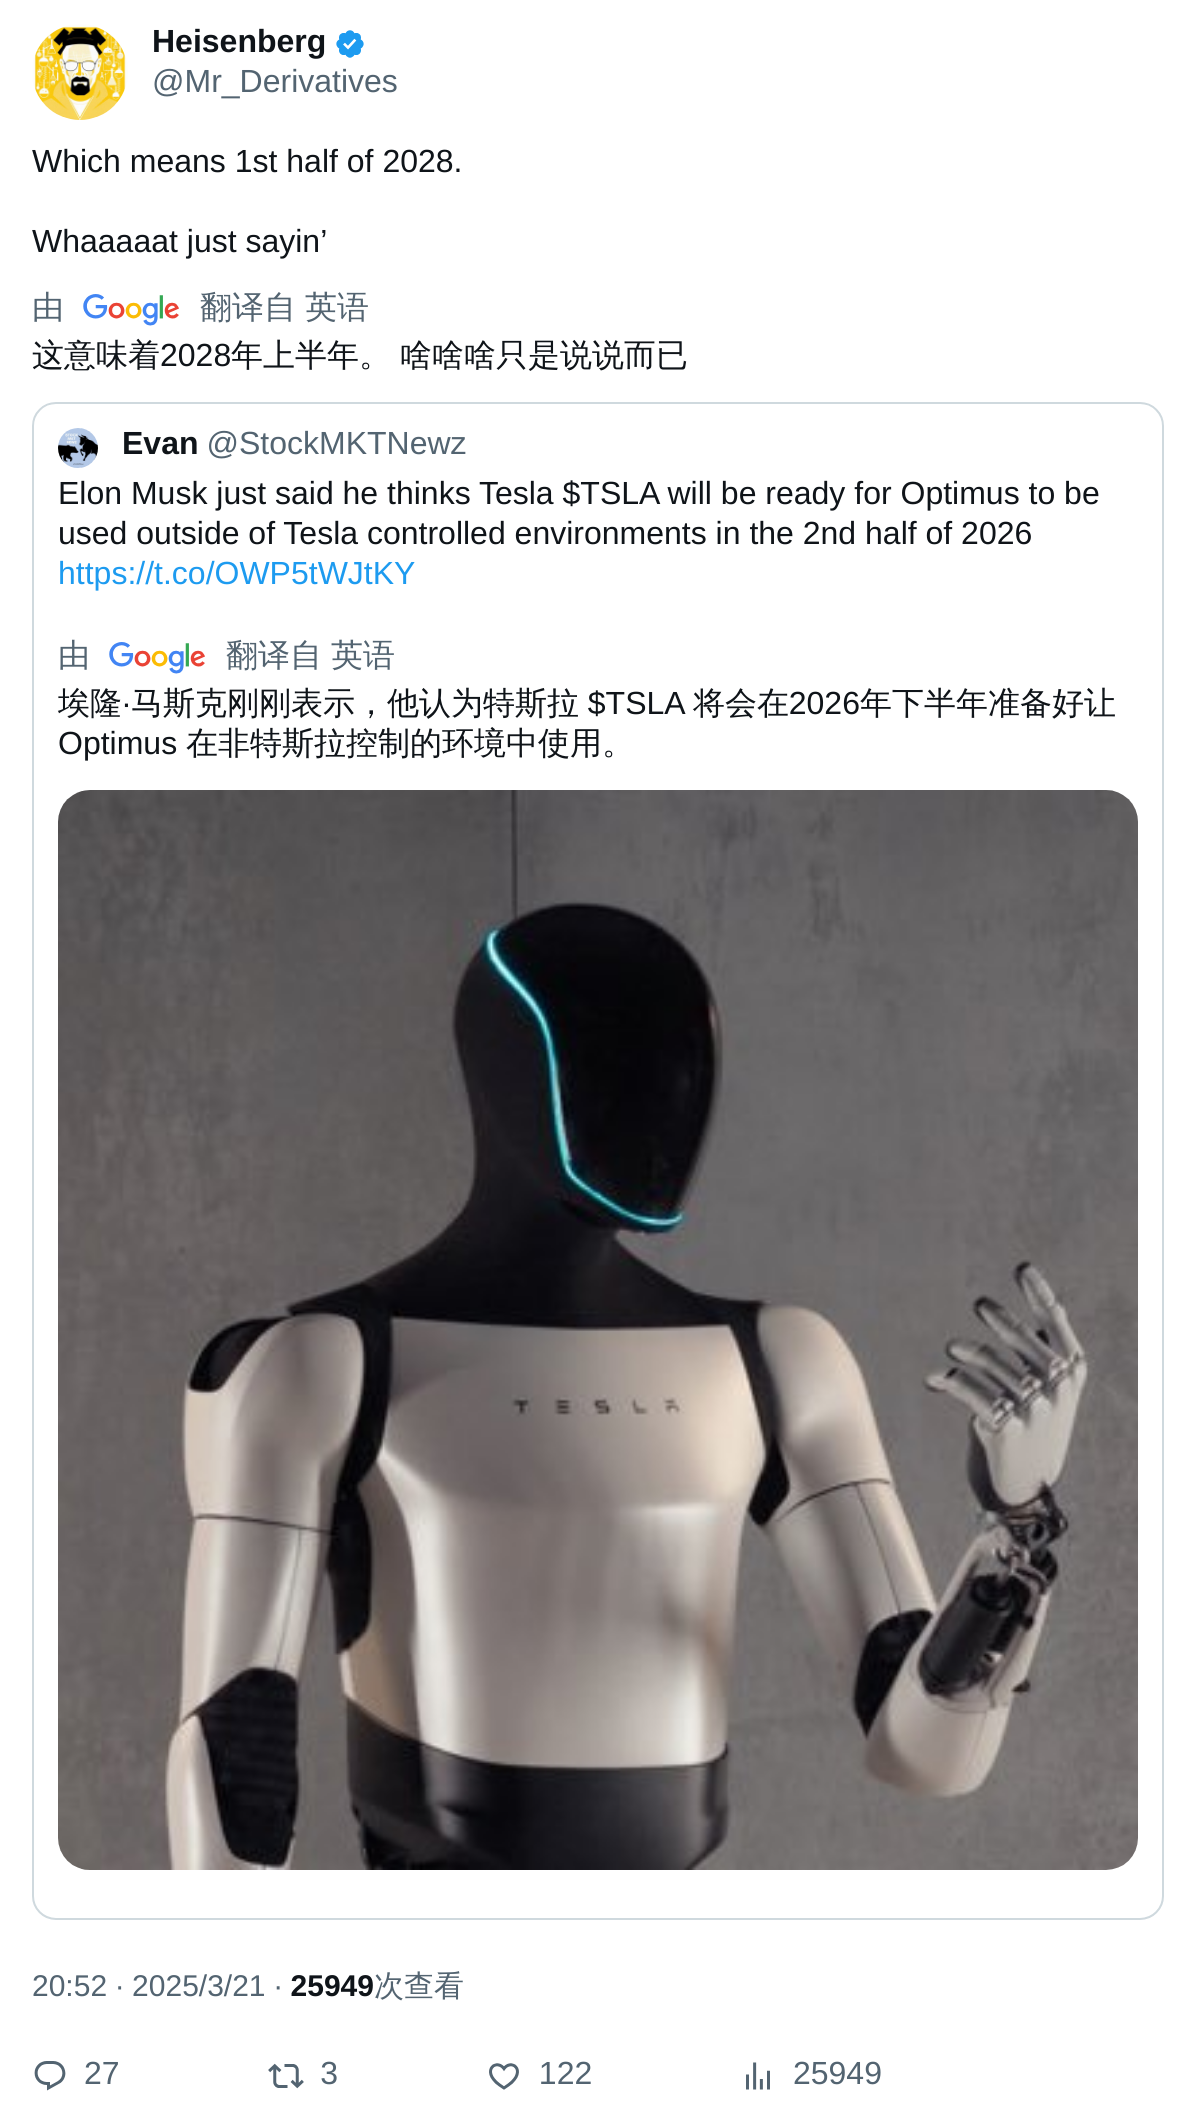 Heisenberg
@Mr_Derivatives
Which means 1st half of 2028.
Whaaaaat just sayin’
由 Google 翻译自 英语
这意味着2028年上半年。 啥啥啥只是说说而已
Evan @StockMKTNewz
Elon Musk just said he thinks Tesla $TSLA will be ready for Optimus to be
used outside of Tesla controlled environments in the 2nd half of 2026
https://t.co/OWP5tWJtKY
由 Google 翻译自 英语
埃隆·马斯克刚刚表示，他认为特斯拉 $TSLA 将会在2026年下半年准备好让
Optimus 在非特斯拉控制的环境中使用。
TESLA
20:52 · 2025/3/21 · 25949次查看
27 3 122 25949